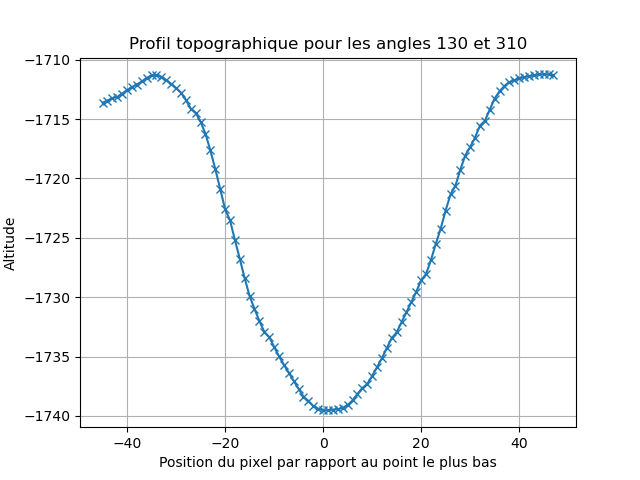 Profil topographique pour les angles 130 et 310
−1710
−1715
−1720
−1725
−1730
−1735
−1740
Altitude
−40 −20 0 20 40
Position du pixel par rapport au point le plus bas